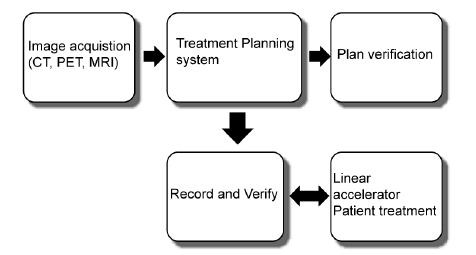 Image acquistion
(CT, PET, MRI)
Treatment Planning
system
Plan verification
Record and Verify
Linear
accelerator
Patient treatment